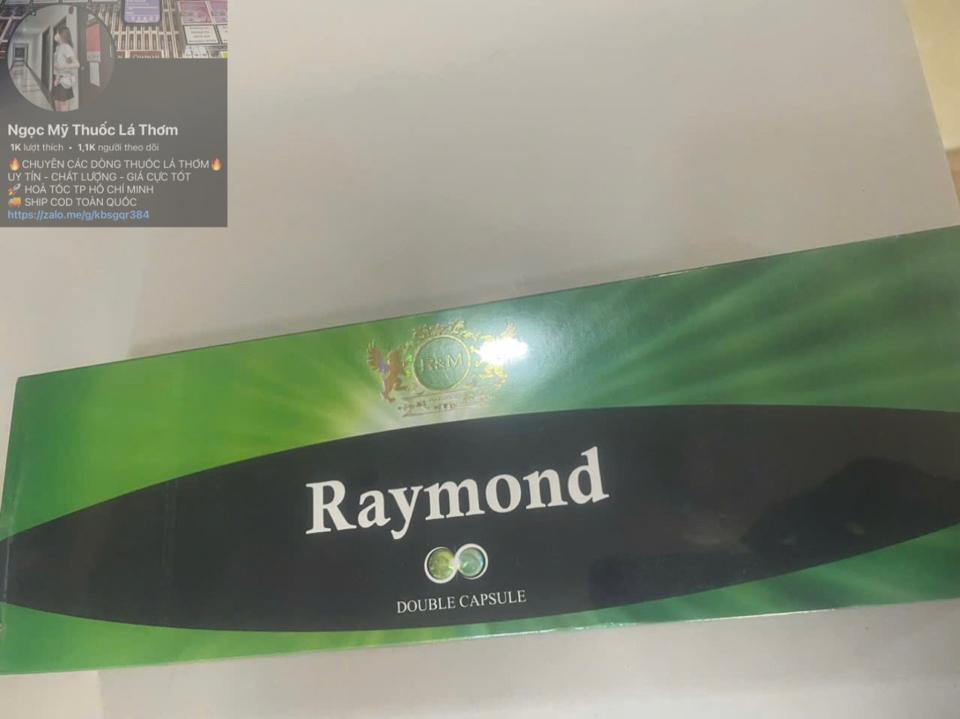 Ngọc Mỹ Thuốc Lá Thơm
1K lượt thích • 1,1K người theo dõi
🔥CHUYÊN CÁC DÒNG THUỐC LÁ THƠM🔥
UY TÍN - CHẤT LƯỢNG - GIÁ CỰC TỐT
🚀 HOẢ TỐC TP HỒ CHÍ MINH
🚚 SHIP COD TOÀN QUỐC
https://zalo.me/g/kbsgqr384
R&M
Raymond
DOUBLE CAPSULE